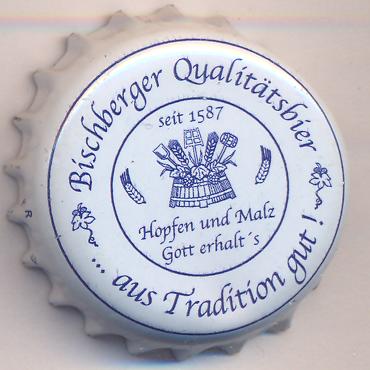 Bischberger Qualitätsbier
seit 1587
Hopfen und Malz
Gott erhalt´s
... aus Tradition gut !